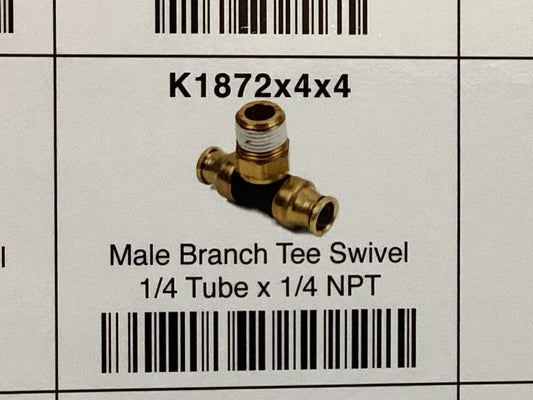 K1872x4x4
Male Branch Tee Swivel
1/4 Tube x 1/4 NPT